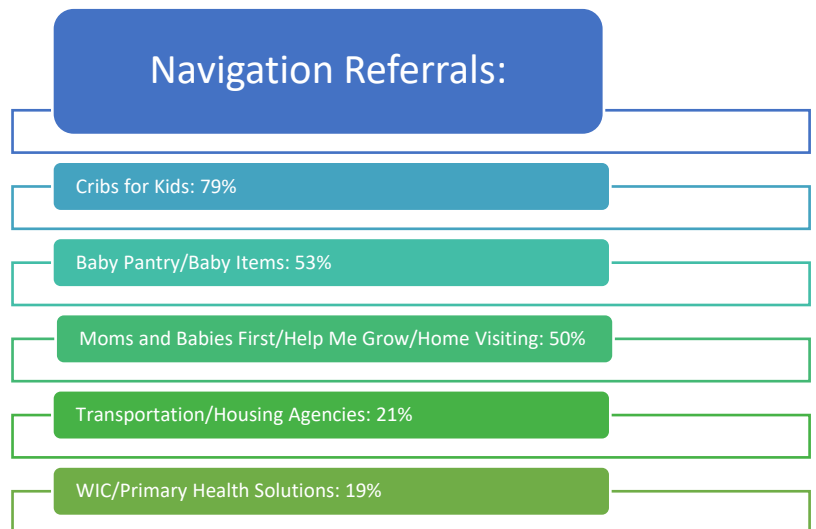 Navigation Referrals:
Cribs for Kids: 79%
Baby Pantry/Baby Items: 53%
Moms and Babies First/Help Me Grow/Home Visiting: 50%
Transportation/Housing Agencies: 21%
WIC/Primary Health Solutions: 19%